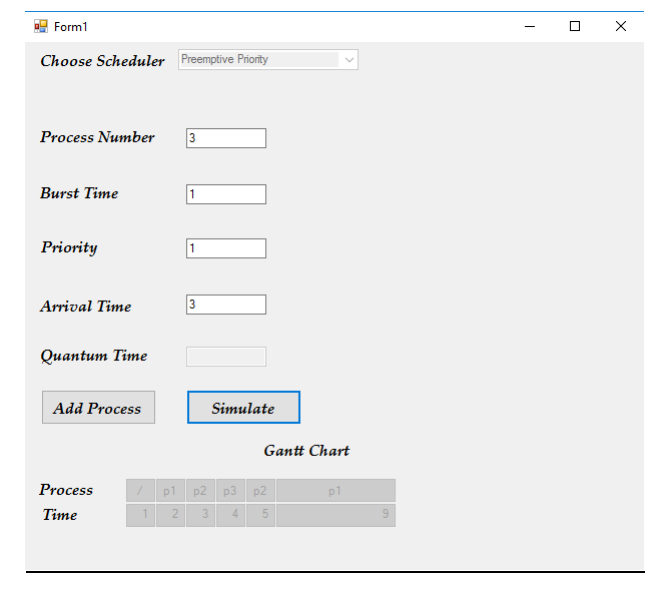 Form1
Choose Scheduler Preemptive Priority
Process Number 3
Burst Time 1
Priority 1
Arrival Time 3
Quantum Time
Add Process Simulate
Gantt Chart
Process / p1 p2 p3 p2 p1
Time 1 2 3 4 5 9